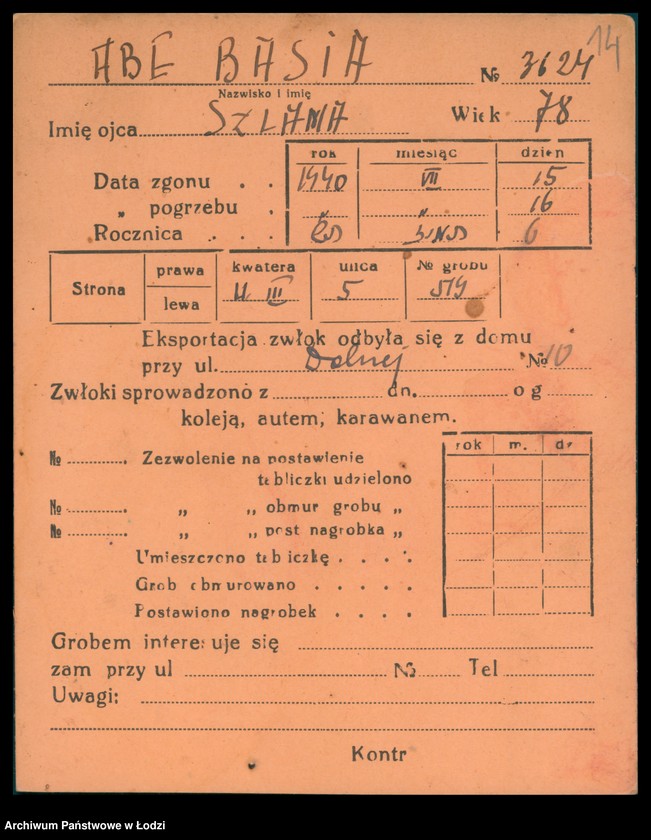 14
ABE BASIA № 3624
Nazwisko i imię
Imię ojca SZLAMA Wiek 78
rok miesiąc dzień
Data zgonu . . 1940 VII 15
„ pogrzebu . „ „ 16
Rocznica . . . 6
Strona prawa lewa kwatera U III ulica 5 № grobu 519
Eksportacja zwłok odbyła się z domu
przy ul. Dolnej № 10
Zwłoki sprowadzono z dn. o g
koleją, autem, karawanem.
rok m. dz
№ Zezwolenie na postawienie
tabliczki udzielono
№ „ „ obmur grobu „
№ „ „ post nagrobka „
Umieszczono tabliczkę . . . .
Grob obmurowano . . . . .
Postawiono nagrobek . . . .
Grobem interesuje się
zam przy ul № Tel
Uwagi:
Kontr
Archiwum Państwowe w Łodzi